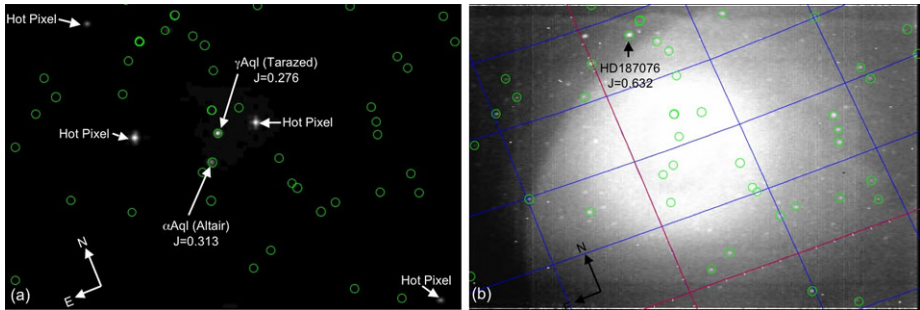 Hot Pixel
γAql (Tarazed)
J=0.276
Hot Pixel
Hot Pixel
αAql (Altair)
J=0.313
N
E
Hot Pixel
(a)
HD187076
J=0.632
N
E
(b)